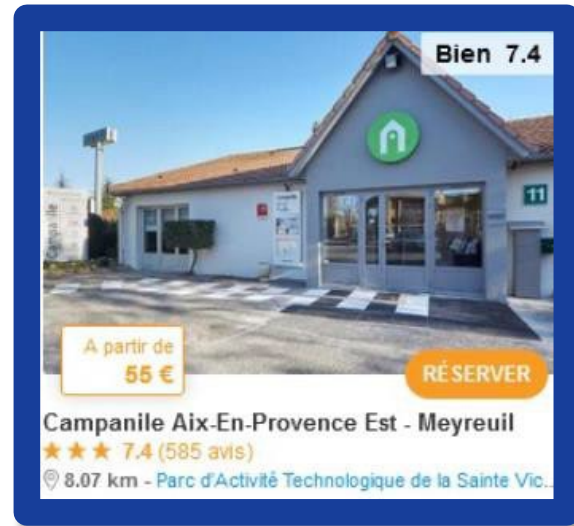 Bien 7.4
11
Campanile
A partir de
55 €
RÉSERVER
Campanile Aix-En-Provence Est - Meyreuil
7.4 (585 avis)
8.07 km - Parc d'Activité Technologique de la Sainte Vic...